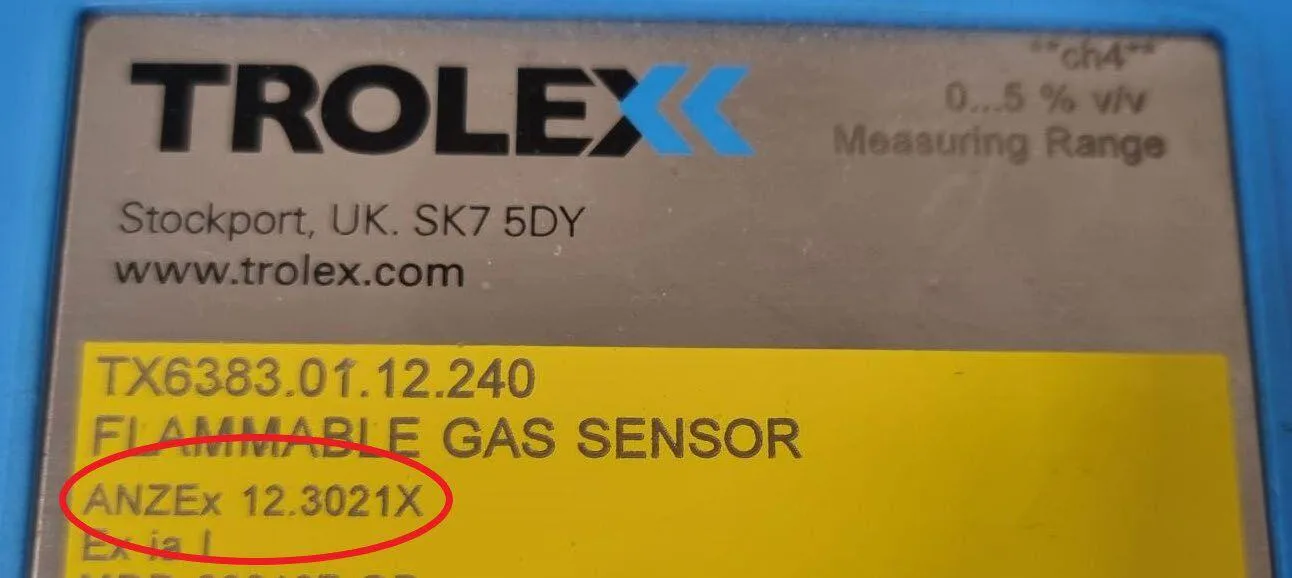 TROLEX
**ch4**
0...5 % v/v
Measuring Range
Stockport, UK. SK7 5DY
www.trolex.com
TX6383.01.12.240
FLAMMABLE GAS SENSOR
ANZEx 12.3021X
Ex ia I